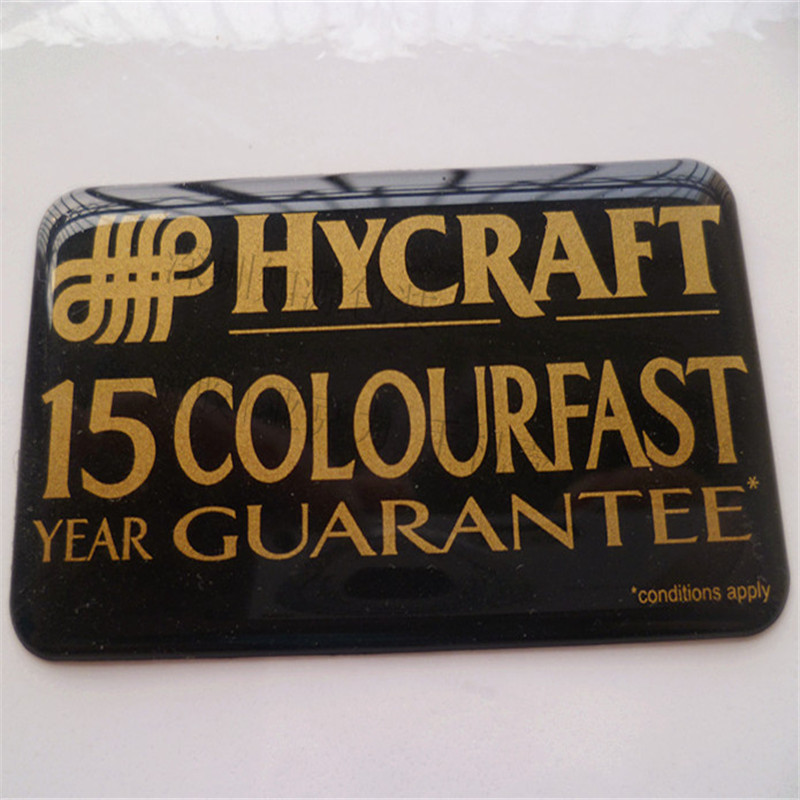 HYCRAFT
15 COLOURFAST
YEAR GUARANTEE*
*conditions apply